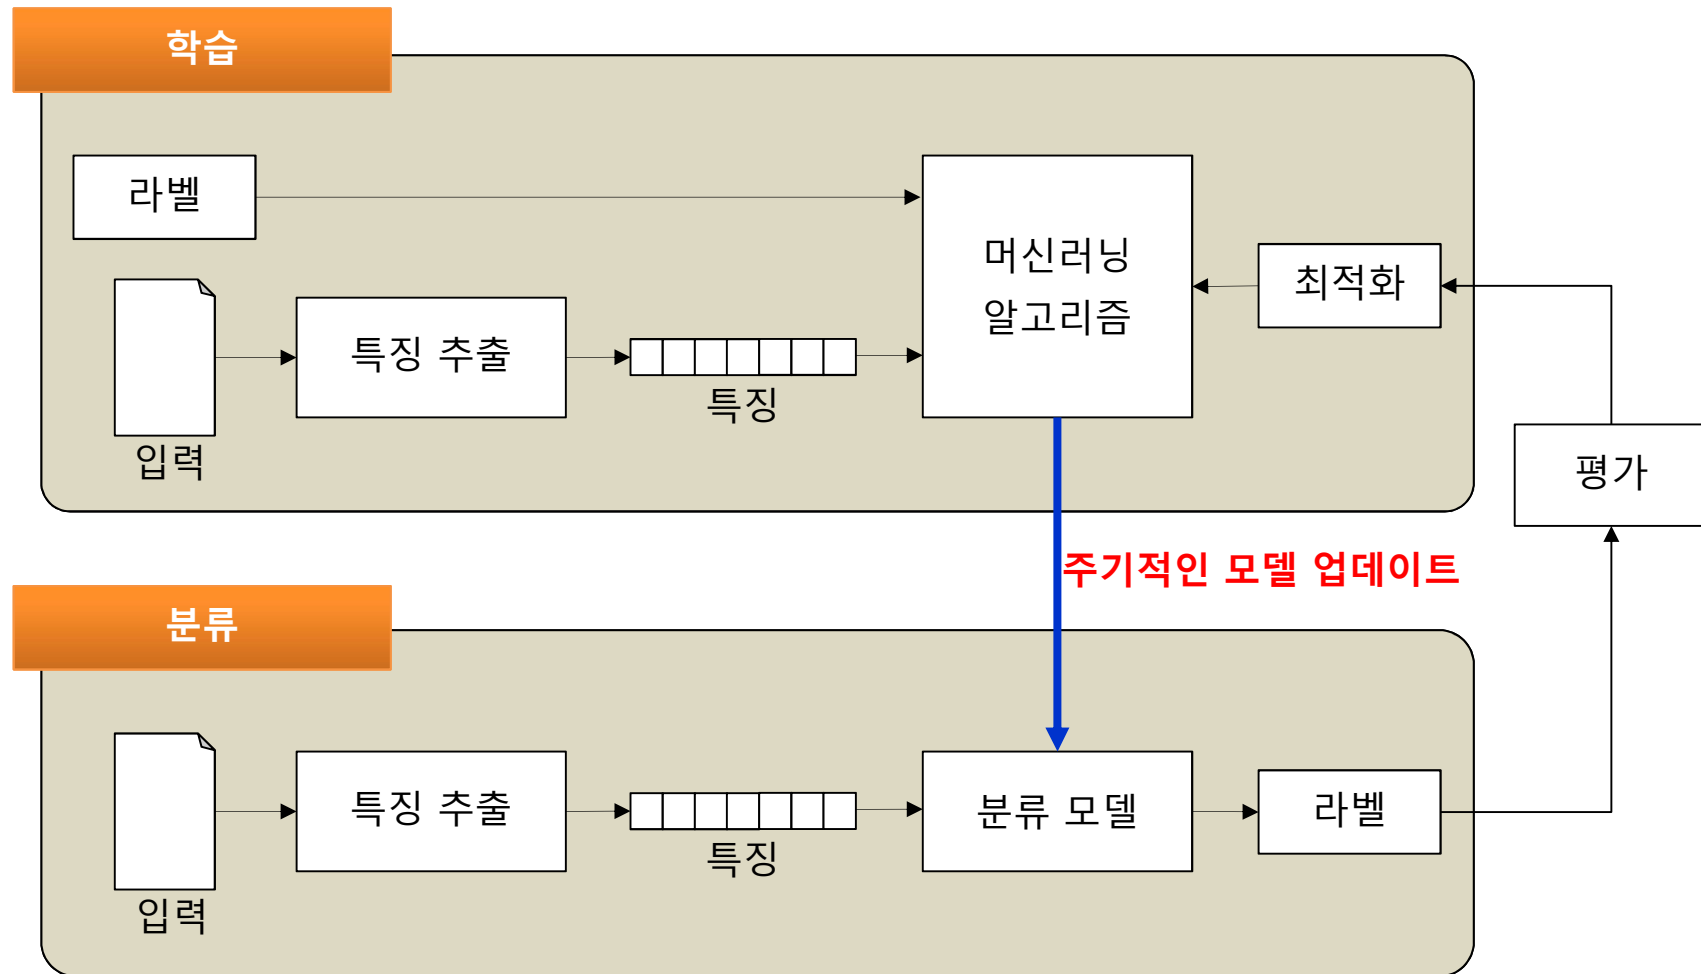 학습
라벨
머신러닝
알고리즘
최적화
특징 추출
특징
입력
평가
주기적인 모델 업데이트
분류
특징 추출
특징
분류 모델
라벨
입력